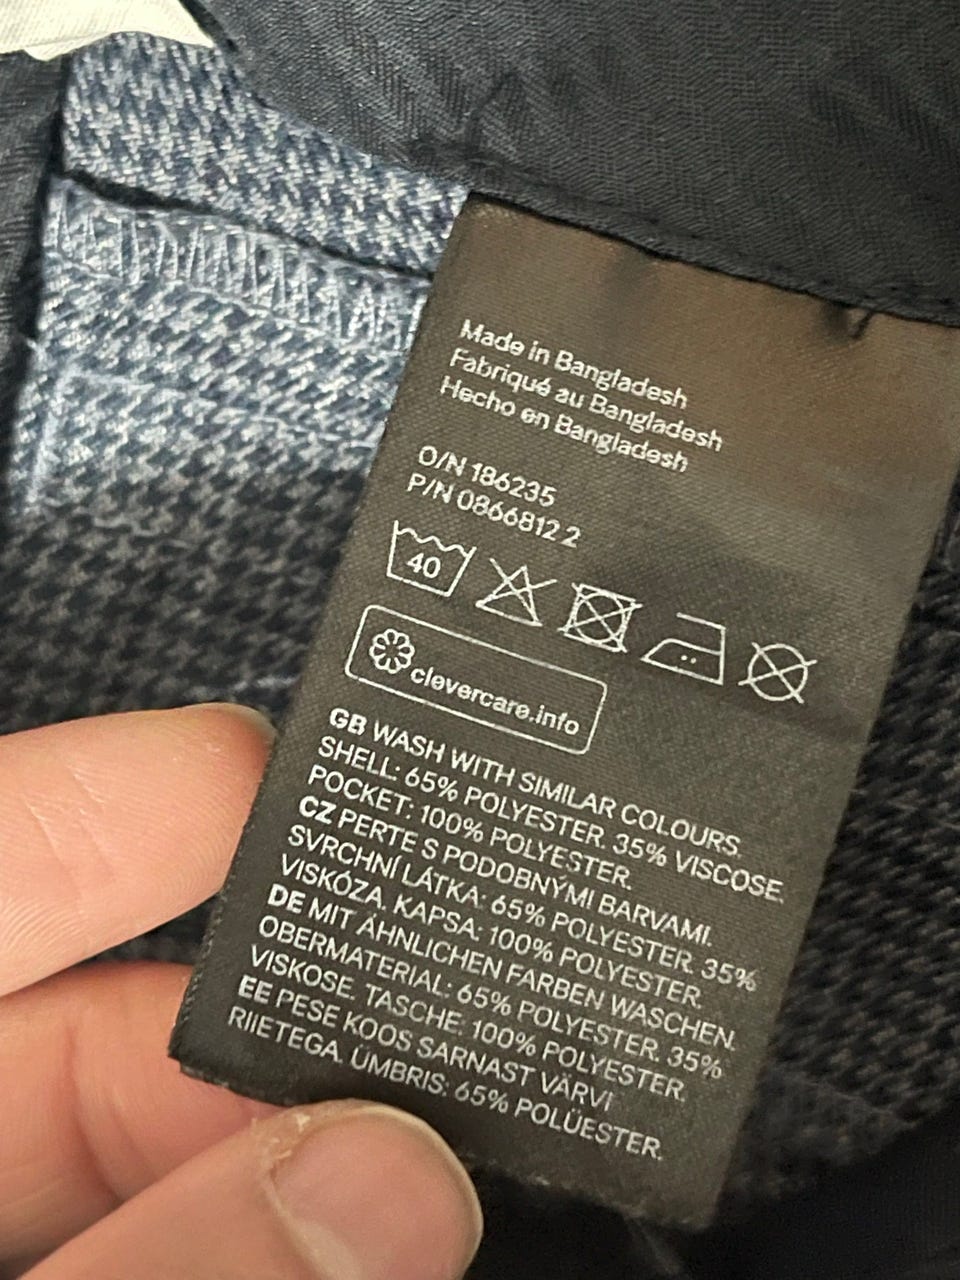 Made in Bangladesh
Fabriqué au Bangladesh
Hecho en Bangladesh
O/N 186235
P/N 0866812 2
40
clevercare.info
GB WASH WITH SIMILAR COLOURS.
SHELL: 65% POLYESTER. 35% VISCOSE.
POCKET: 100% POLYESTER.
CZ PERTE S PODOBNÝMI BARVAMI.
SVRCHNÍ LÁTKA: 65% POLYESTER. 35%
VISKÓZA. KAPSA: 100% POLYESTER.
DE MIT ÄHNLICHEN FARBEN WASCHEN.
OBERMATERIAL: 65% POLYESTER. 35%
VISKOSE. TASCHE: 100% POLYESTER.
EE PESE KOOS SARNAST VÄRVI
RIIETEGA. ÜMBRIS: 65% POLÜESTER.